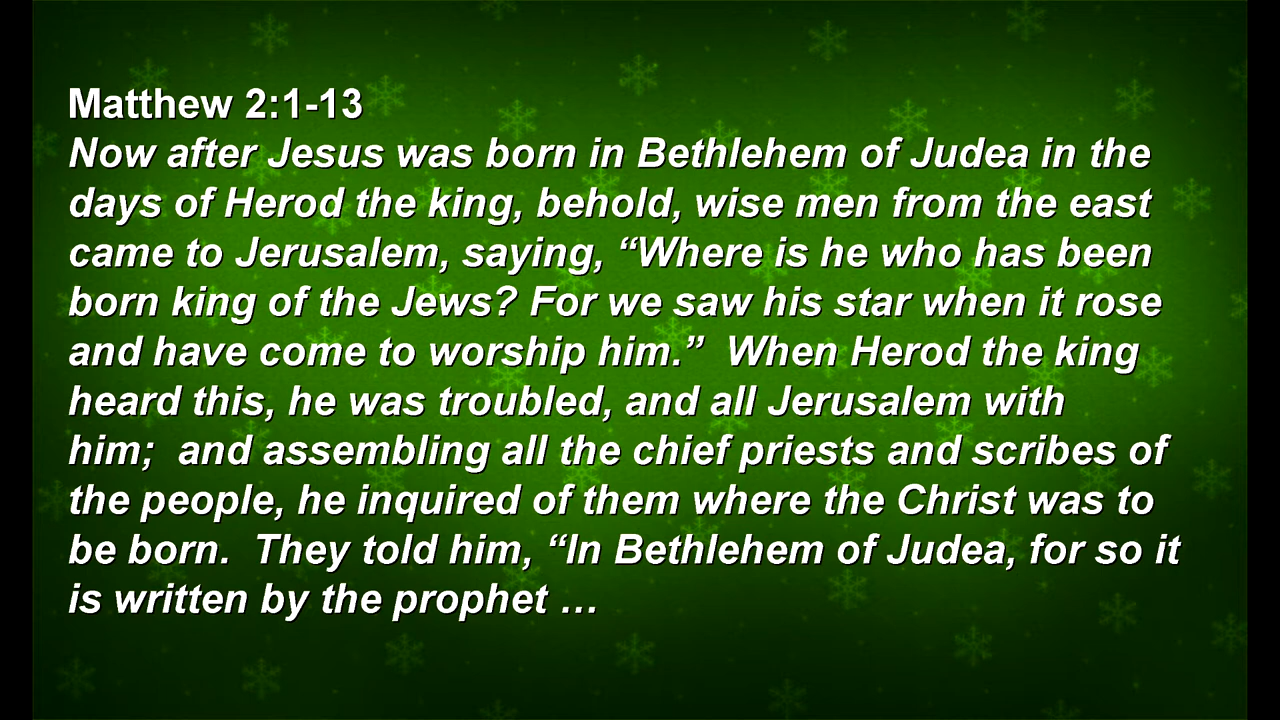 Matthew 2:1-13
Now after Jesus was born in Bethlehem of Judea in the
days of Herod the king, behold, wise men from the east
came to Jerusalem, saying, “Where is he who has been
born king of the Jews? For we saw his star when it rose
and have come to worship him.”  When Herod the king
heard this, he was troubled, and all Jerusalem with
him;  and assembling all the chief priests and scribes of
the people, he inquired of them where the Christ was to
be born.  They told him, “In Bethlehem of Judea, for so it
is written by the prophet …